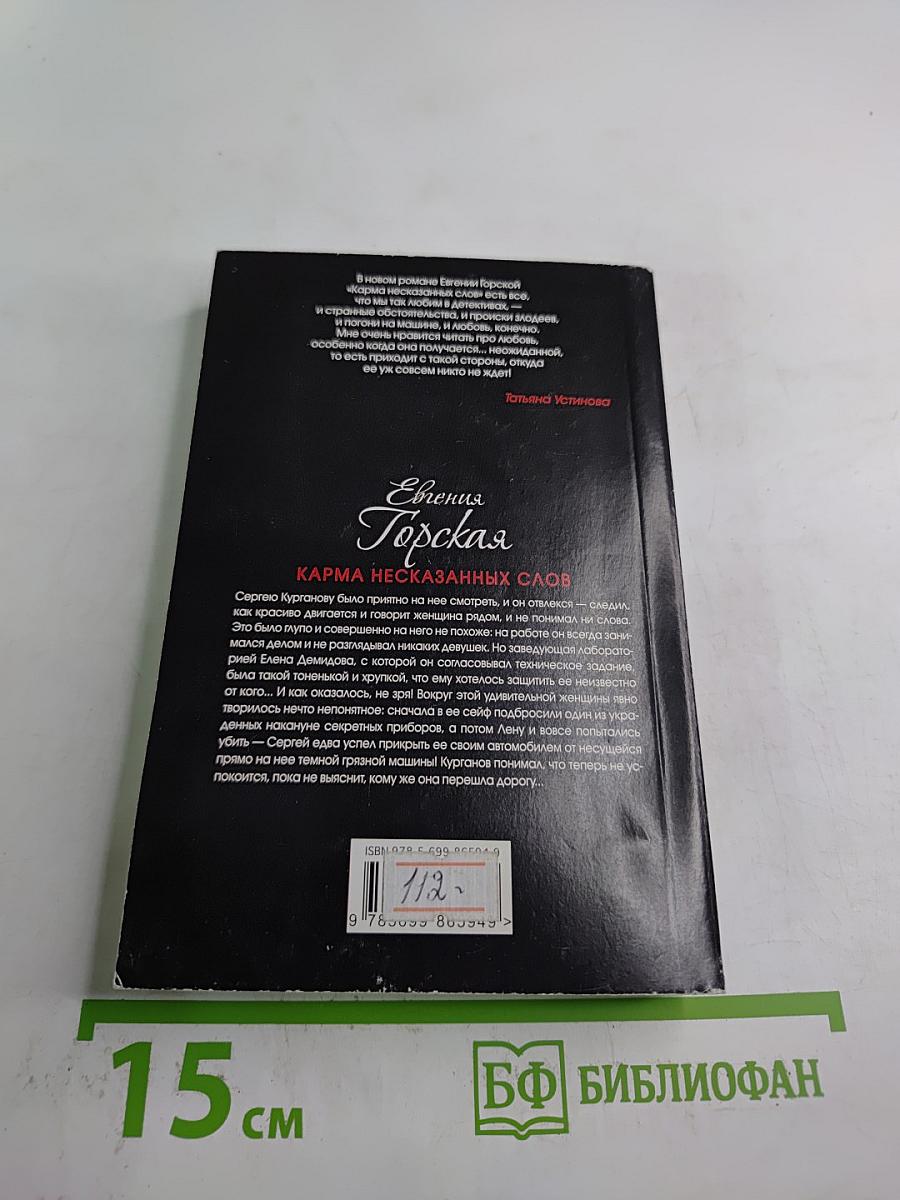 В новом романе Евгении Горской
«Карма несказанных слов» есть все,
что мы так любим в детективах, —
и странные обстоятельства, и происки злодеев,
и погони на машине, и любовь, конечно.
Мне очень нравится читать про любовь,
особенно когда она получается... неожиданной,
то есть приходит с такой стороны, откуда
ее уж совсем никто не ждет!
Татьяна Устинова
Евгения
Горская
КАРМА НЕСКАЗАННЫХ СЛОВ
Сергею Курганову было приятно на нее смотреть, и он отвлекся — следил,
как красиво двигается и говорит женщина рядом, и не понимал ни слова.
Это было глупо и совершенно на него не похоже: на работе он всегда зани-
мался делом и не разглядывал никаких девушек. Но заведующая лаборато-
рией Елена Демидова, с которой он согласовывал техническое задание,
была такой тоненькой и хрупкой, что ему хотелось защитить ее неизвестно
от кого... И как оказалось, не зря! Вокруг этой удивительной женщины явно
творилось нечто непонятное: сначала в ее сейф подбросили один из укра-
денных накануне секретных приборов, а потом Лену и вовсе попытались
убить — Сергей едва успел прикрыть ее своим автомобилем от несущейся
прямо на нее темной грязной машины! Курганов понимал, что теперь не ус-
покоится, пока не выяснит, кому же она перешла дорогу...
ISBN 978-5-699-86594-9
112-
9 785699 865949 >
15 см
БФ БИБЛИОФАН